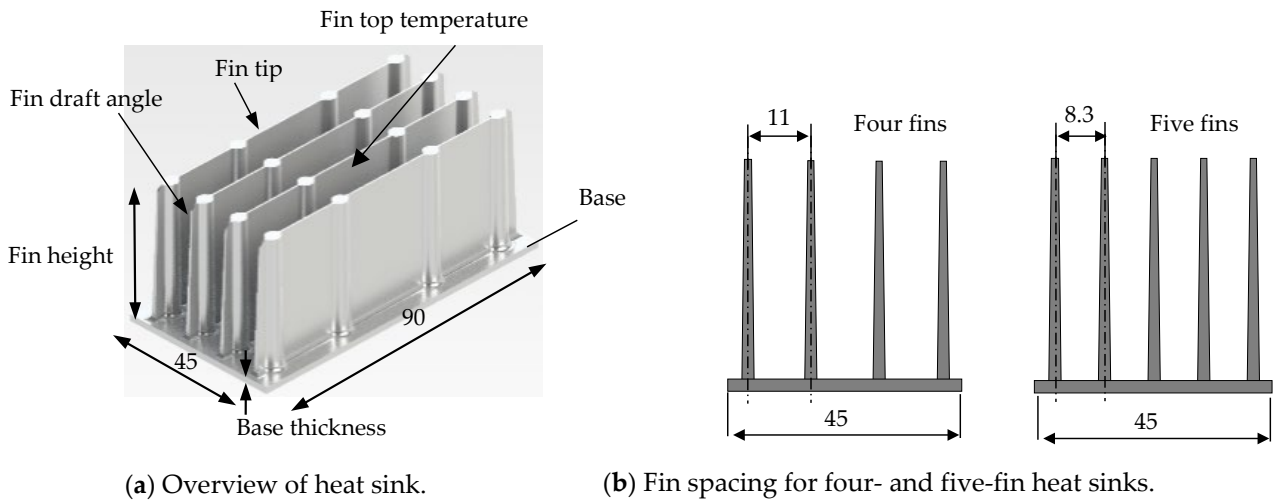 Fin top temperature
Fin tip
Fin draft angle
Fin height
Base
90
45
Base thickness
11
Four fins
45
8.3
Five fins
45
(a) Overview of heat sink.
(b) Fin spacing for four- and five-fin heat sinks.